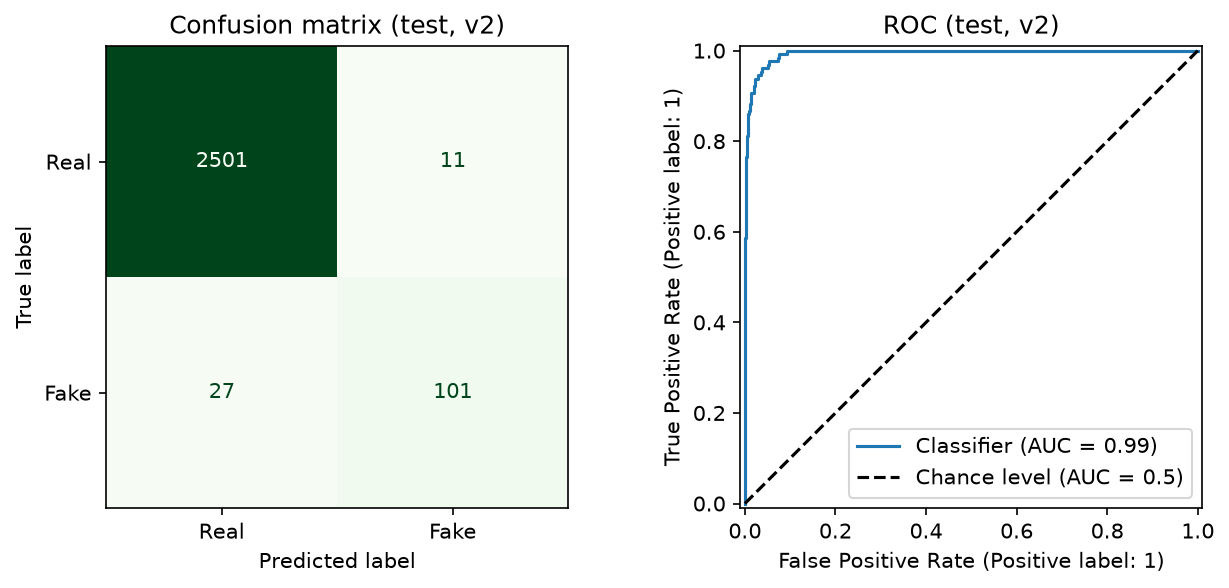 Confusion matrix (test, v2)
True label
Real
2501
11
Fake
27
101
Real
Fake
Predicted label
ROC (test, v2)
True Positive Rate (Positive label: 1)
1.0
0.8
0.6
0.4
0.2
0.0
Classifier (AUC = 0.99)
Chance level (AUC = 0.5)
0.0
0.2
0.4
0.6
0.8
1.0
False Positive Rate (Positive label: 1)